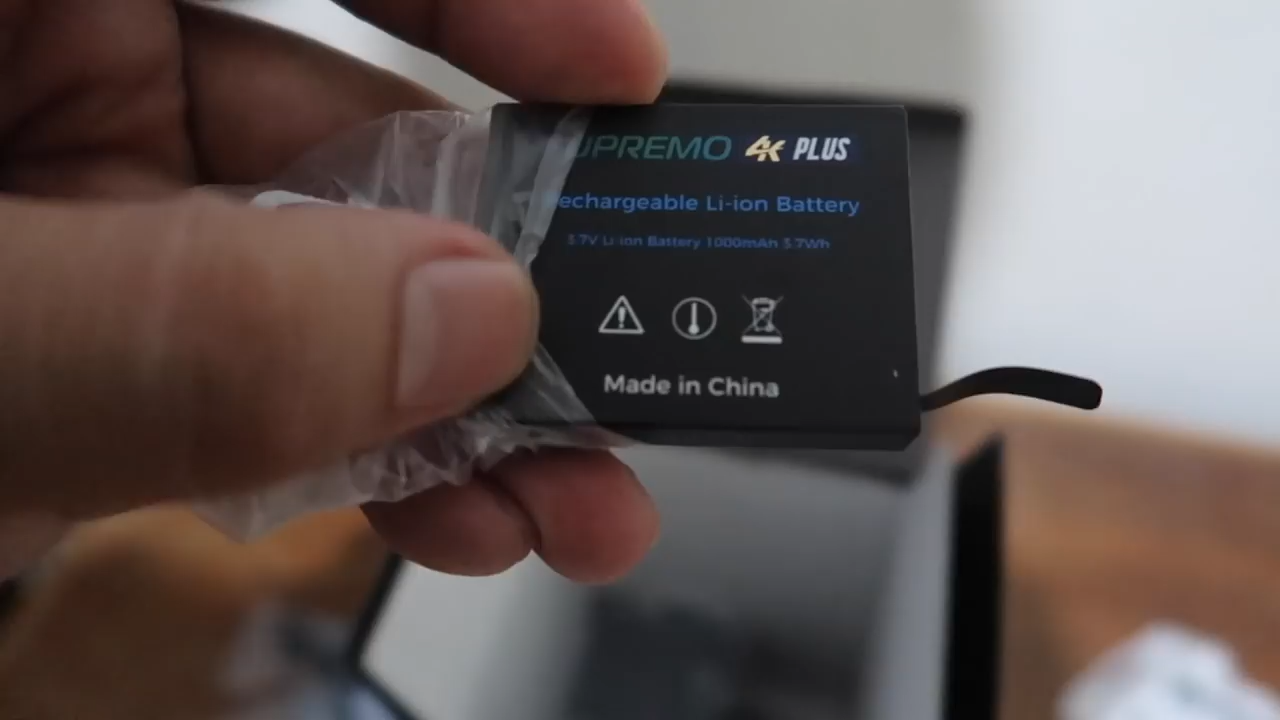 UPREMO 4K PLUS
echargeable Li-ion Battery
3.7V Li-ion Battery 1000mAh 3.7Wh
Made in China